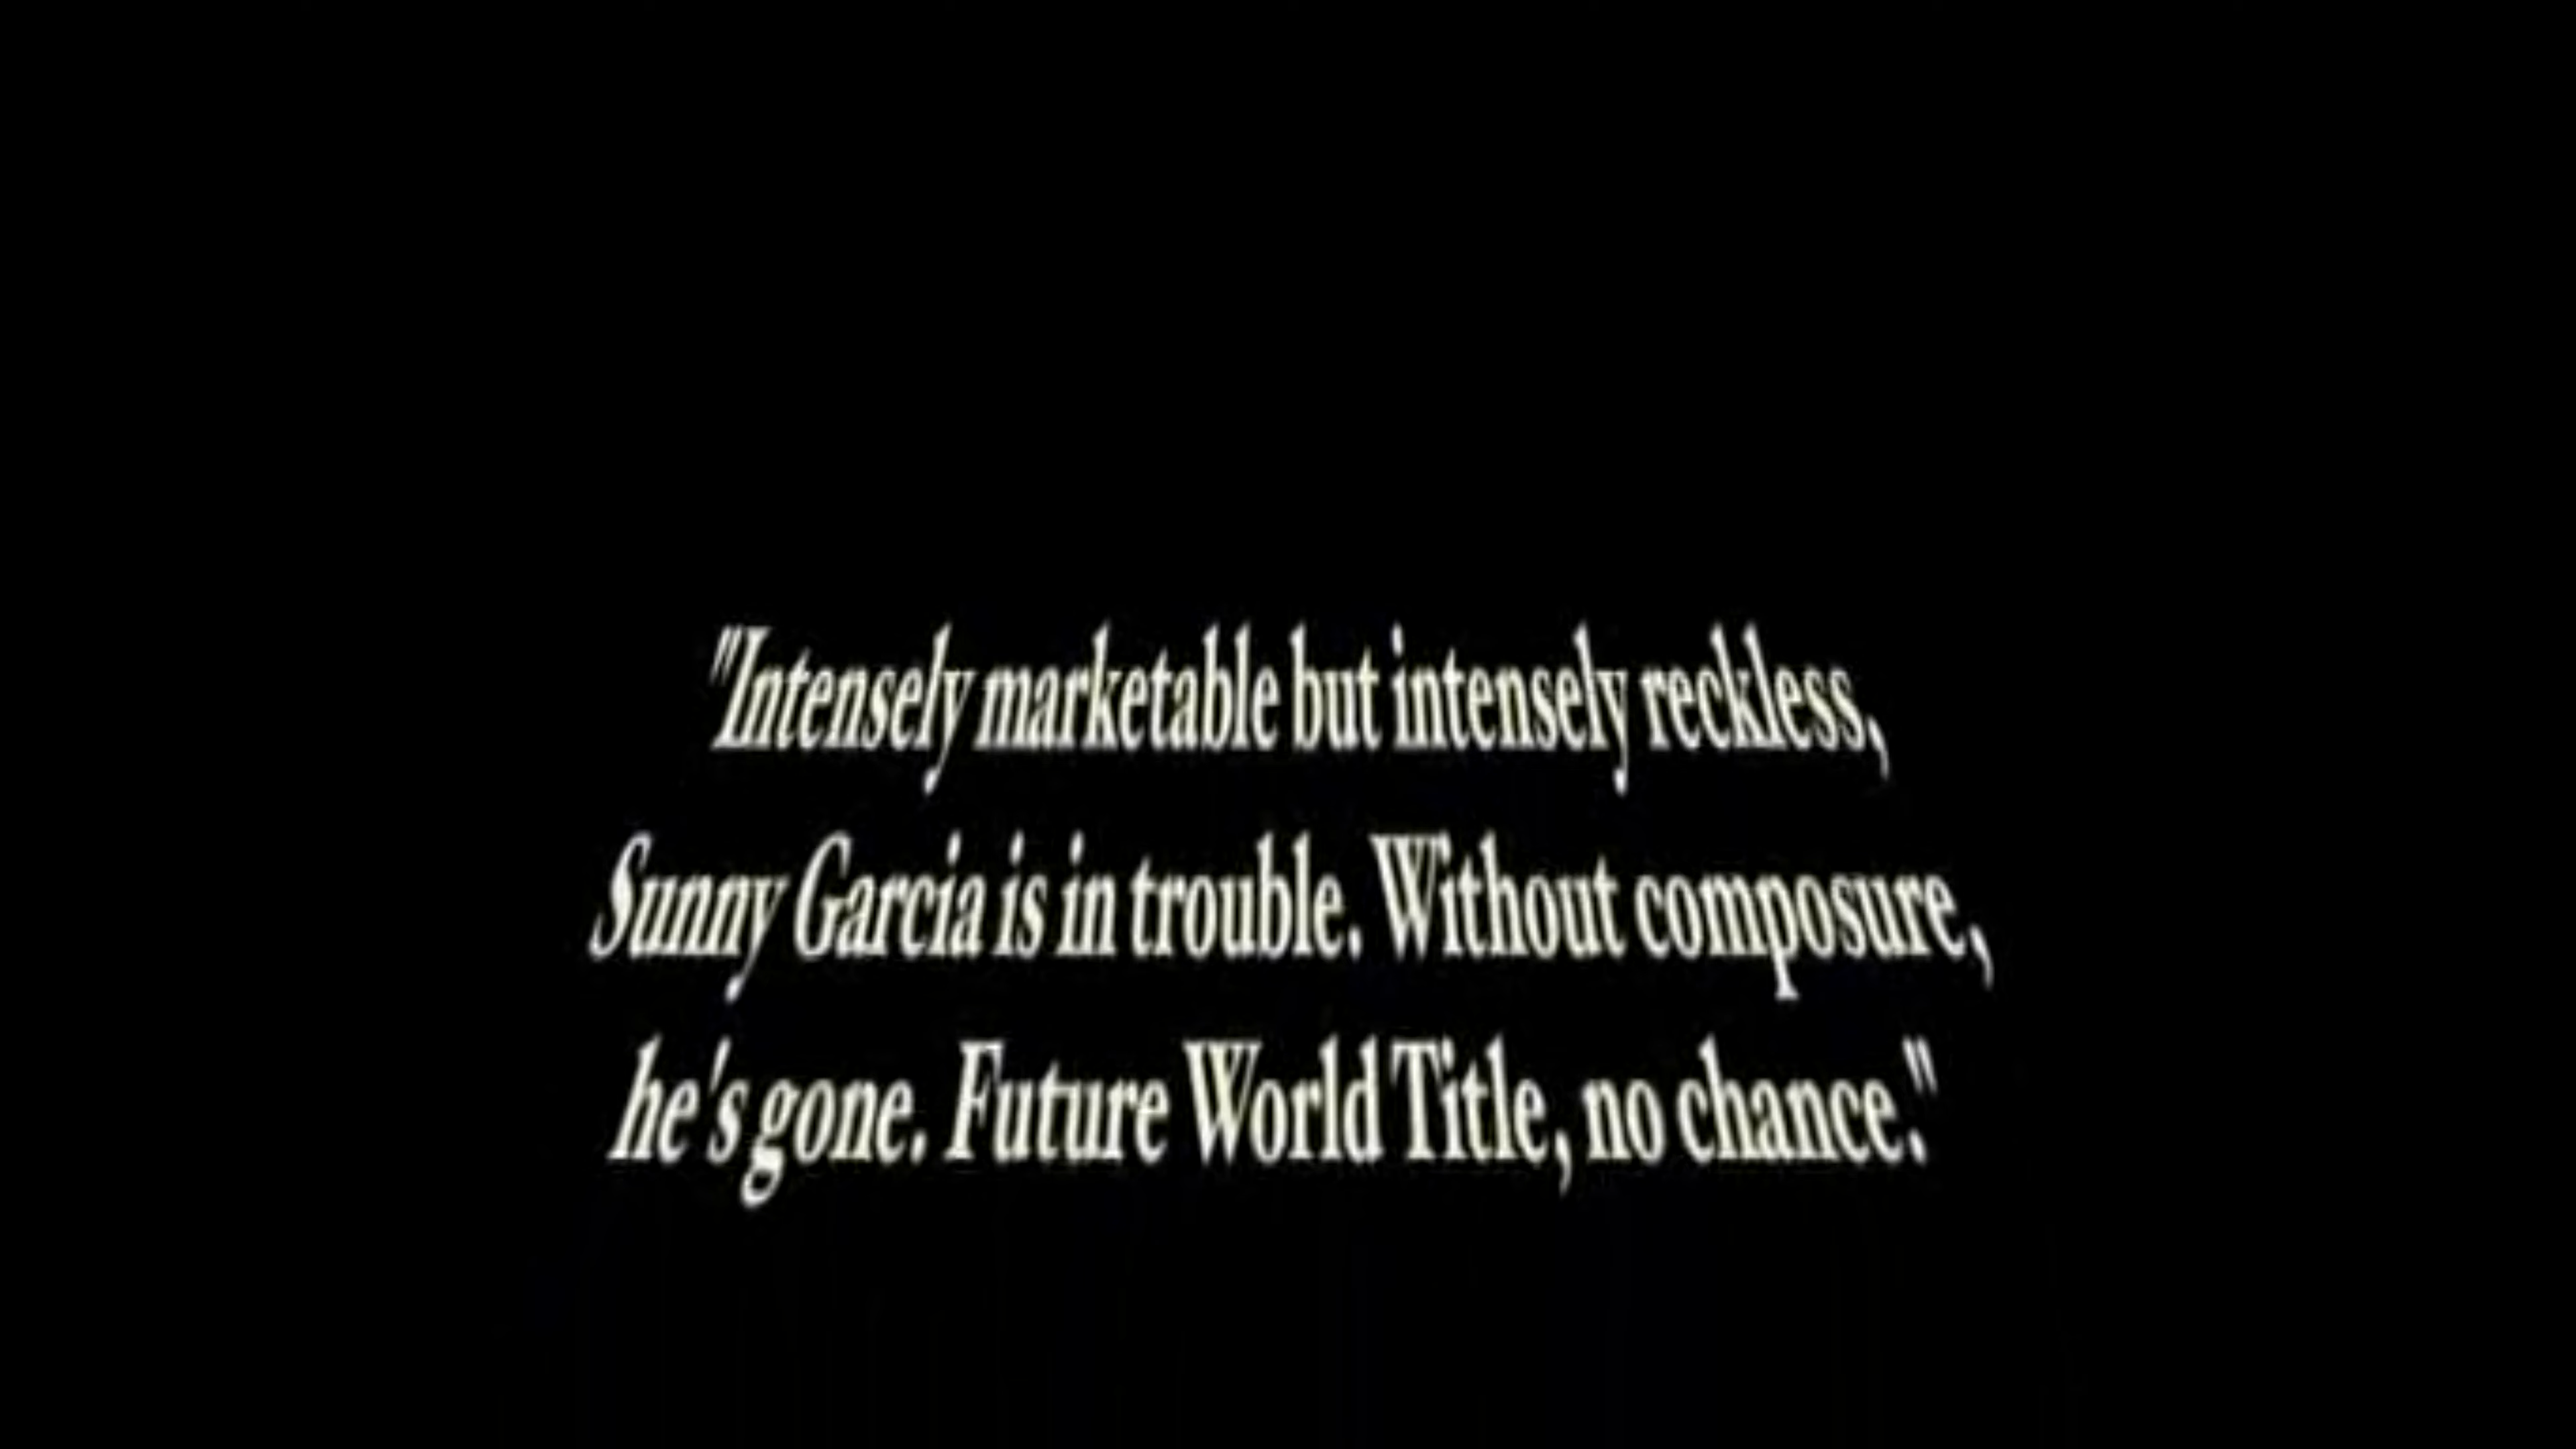 "Intensely marketable but intensely reckless,
Sunny Garcia is in trouble. Without composure,
he's gone. Future World Title, no chance."